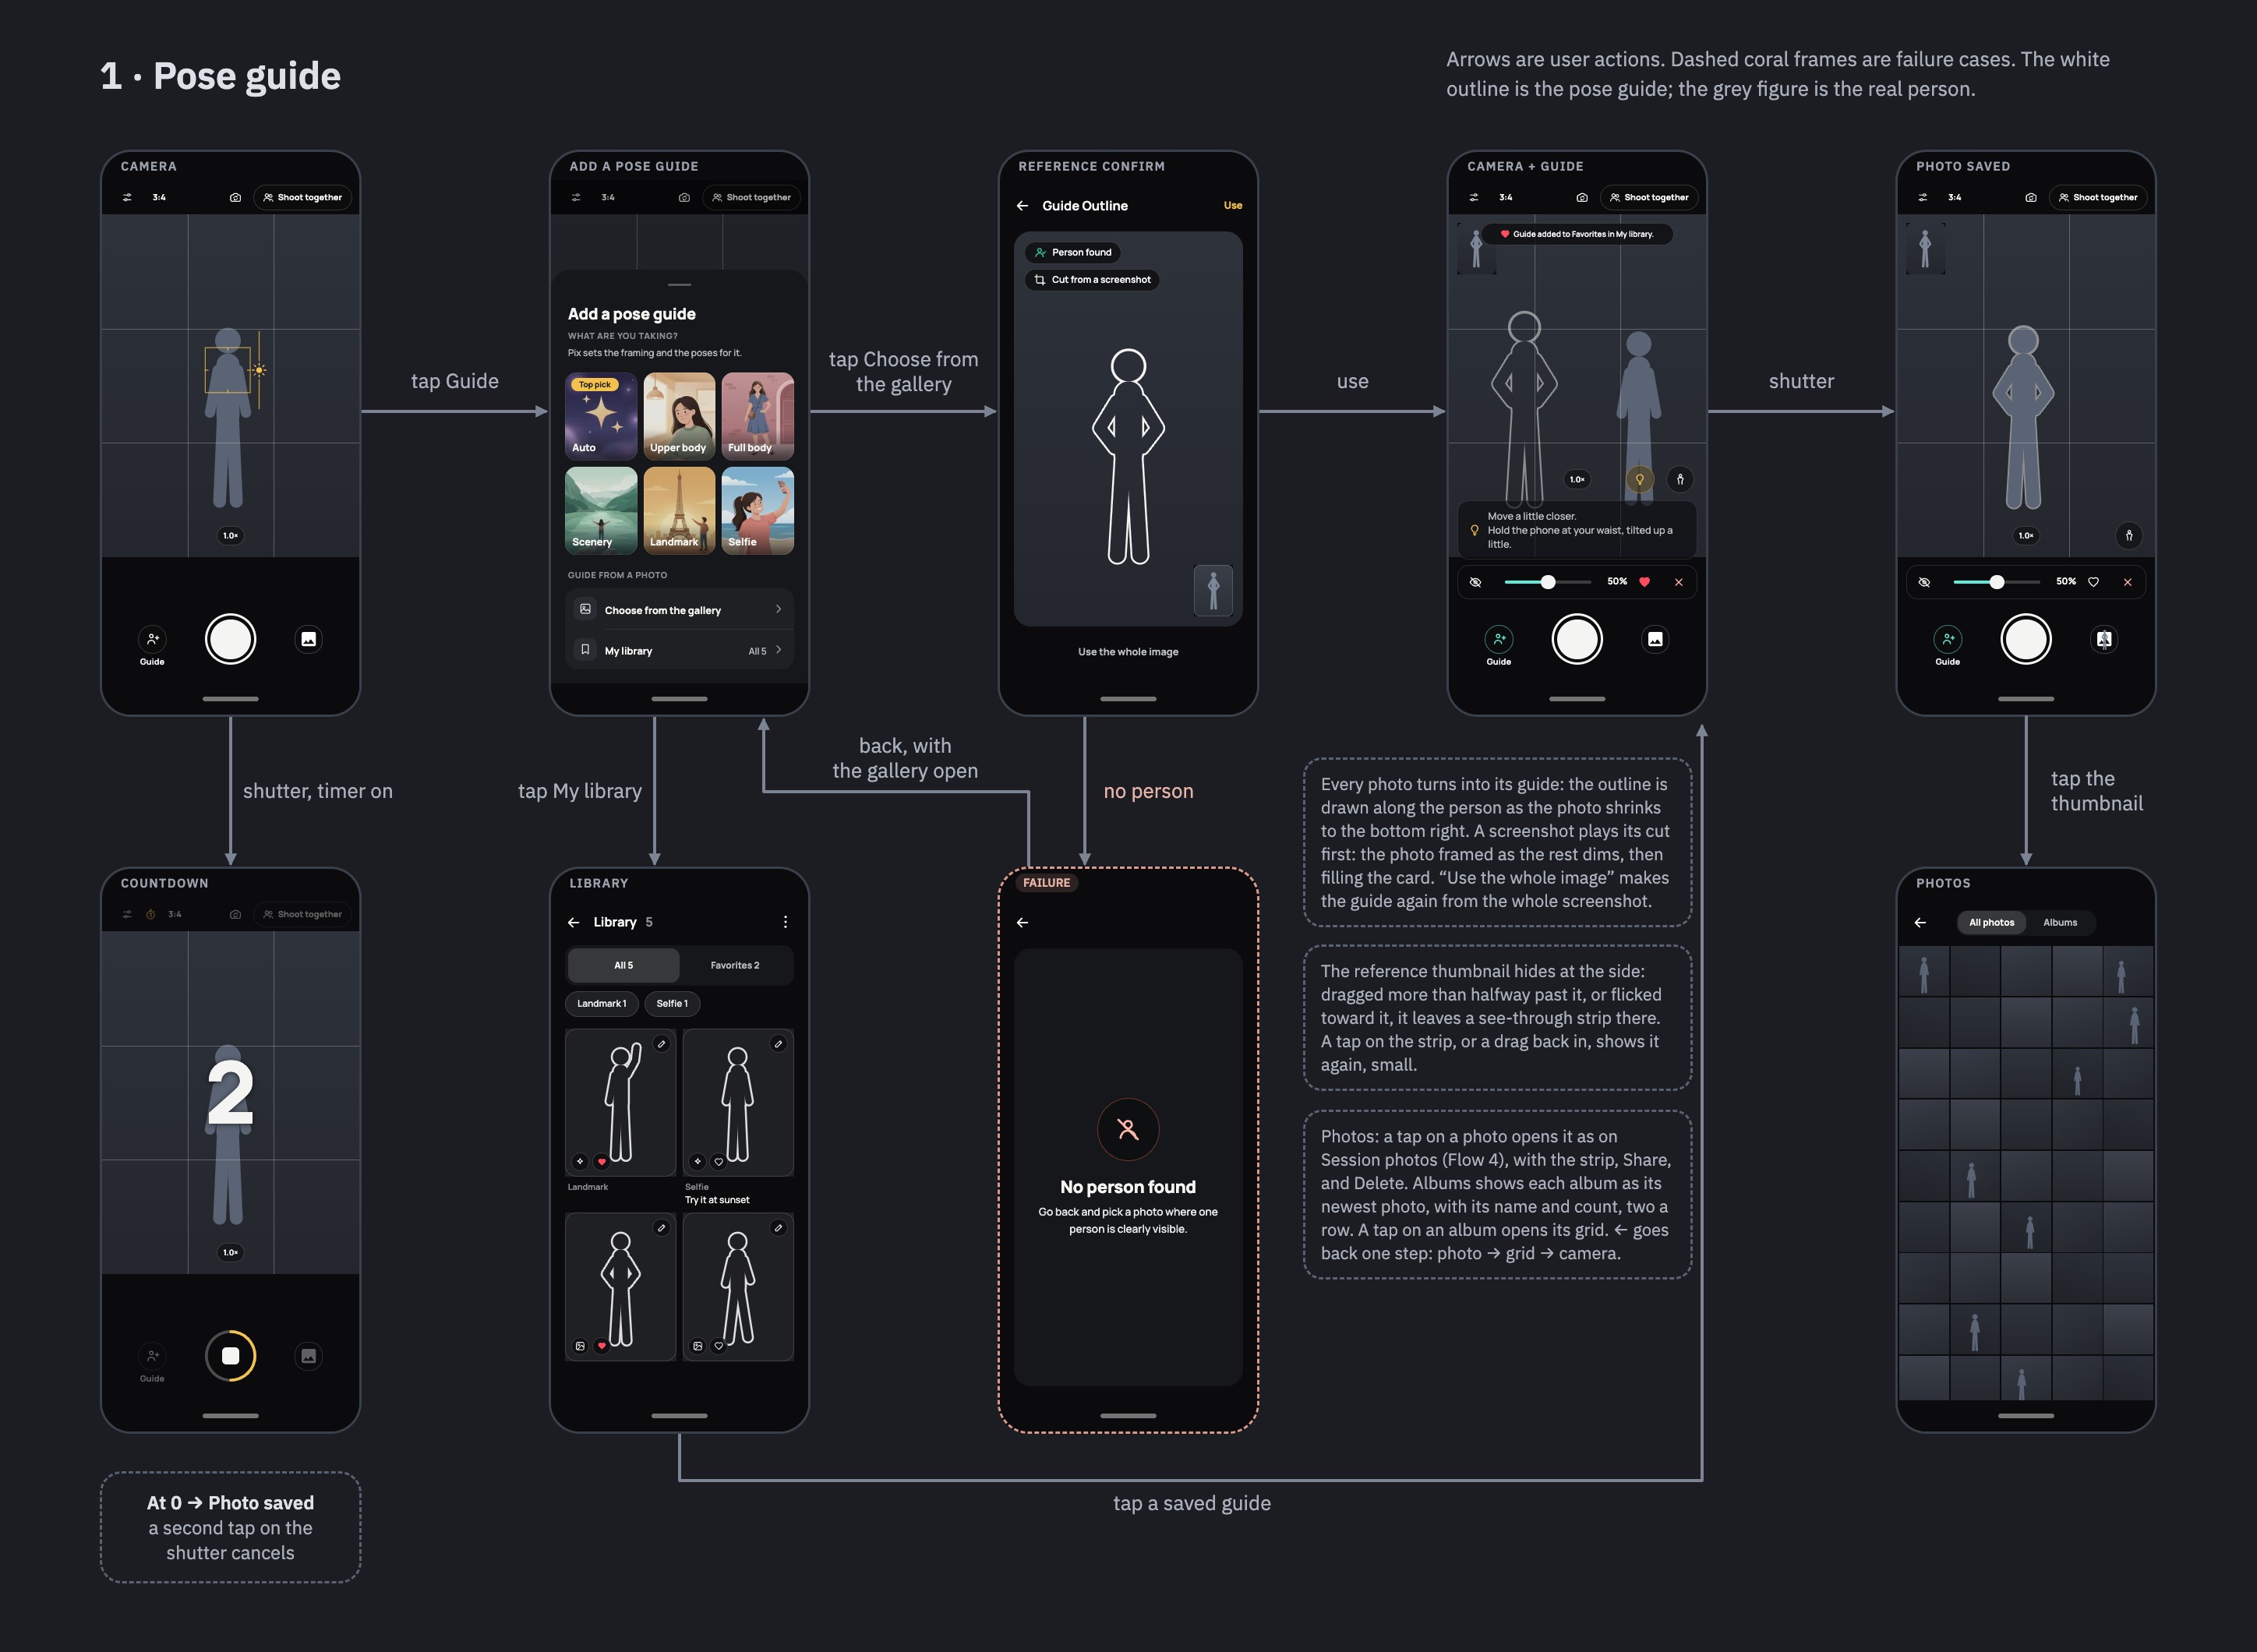 1 · Pose guide
Arrows are user actions. Dashed coral frames are failure cases. The white
outline is the pose guide; the grey figure is the real person.
CAMERA
3:4
Shoot together
1.0×
Guide
tap Guide
ADD A POSE GUIDE
3:4
Shoot together
Add a pose guide
WHAT ARE YOU TAKING?
Pix sets the framing and the poses for it.
Top pick
Auto
Upper body
Full body
Scenery
Landmark
Selfie
GUIDE FROM A PHOTO
Choose from the gallery
My library
All 5
tap Choose from
the gallery
REFERENCE CONFIRM
Guide Outline
Use
Person found
Cut from a screenshot
Use the whole image
use
CAMERA + GUIDE
3:4
Shoot together
Guide added to Favorites in My library.
1.0×
Move a little closer.
Hold the phone at your waist, tilted up a
little.
50%
Guide
shutter
PHOTO SAVED
3:4
Shoot together
1.0×
50%
Guide
shutter, timer on
tap My library
back, with
the gallery open
no person
tap the
thumbnail
COUNTDOWN
3:4
Shoot together
2
1.0×
Guide
At 0 → Photo saved
a second tap on the
shutter cancels
LIBRARY
← Library 5
All 5
Favorites 2
Landmark 1
Selfie 1
Landmark
Selfie
Try it at sunset
FAILURE
No person found
Go back and pick a photo where one
person is clearly visible.
tap a saved guide
Every photo turns into its guide: the outline is
drawn along the person as the photo shrinks
to the bottom right. A screenshot plays its cut
first: the photo framed as the rest dims, then
filling the card. “Use the whole image” makes
the guide again from the whole screenshot.
The reference thumbnail hides at the side:
dragged more than halfway past it, or flicked
toward it, it leaves a see-through strip there.
A tap on the strip, or a drag back in, shows it
again, small.
Photos: a tap on a photo opens it as on
Session photos (Flow 4), with the strip, Share,
and Delete. Albums shows each album as its
newest photo, with its name and count, two a
row. A tap on an album opens its grid. ← goes
back one step: photo → grid → camera.
PHOTOS
All photos
Albums